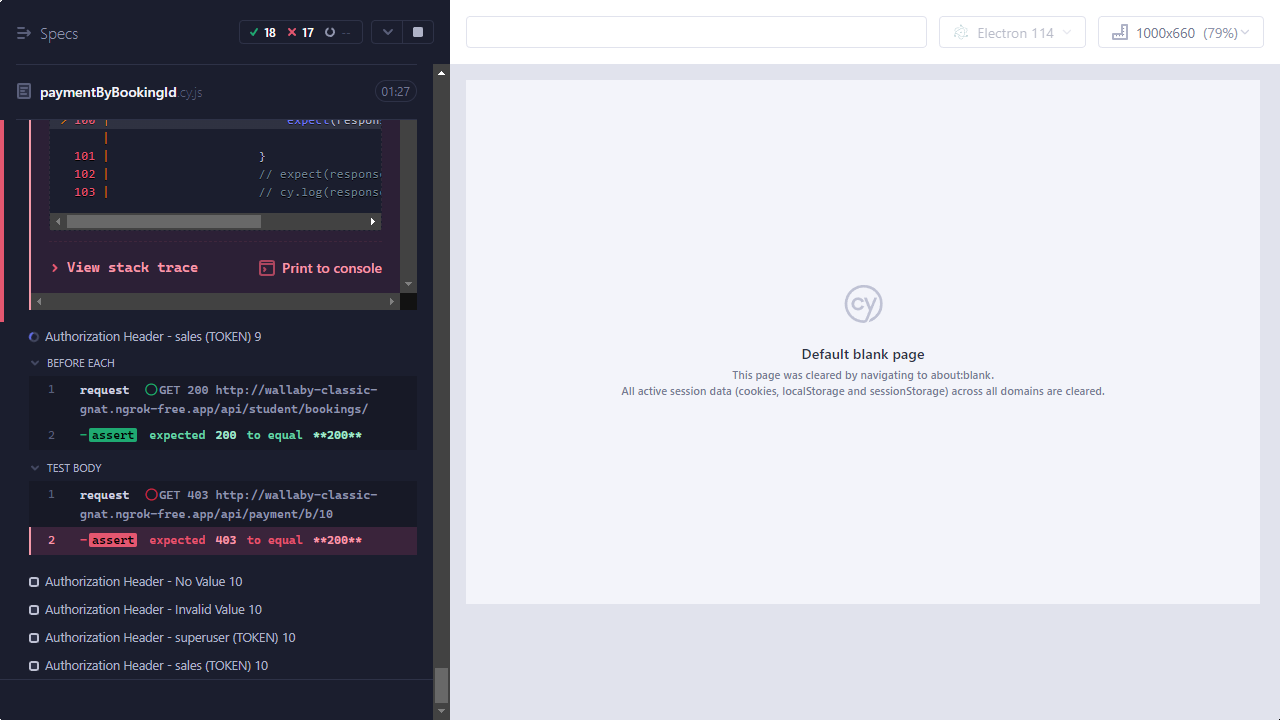 Specs
18
17
--
Electron 114
1000x660 (79%)
paymentByBookingId.cy.js
01:27
> 100 | expect(respon
|
101 | }
102 | // expect(respons
103 | // cy.log(respons
View stack trace
Print to console
Authorization Header - sales (TOKEN) 9
BEFORE EACH
1 request GET 200 http://wallaby-classic-
gnat.ngrok-free.app/api/student/bookings/
2 -assert expected 200 to equal **200**
TEST BODY
1 request GET 403 http://wallaby-classic-
gnat.ngrok-free.app/api/payment/b/10
2 -assert expected 403 to equal **200**
Authorization Header - No Value 10
Authorization Header - Invalid Value 10
Authorization Header - superuser (TOKEN) 10
Authorization Header - sales (TOKEN) 10
cy
Default blank page
This page was cleared by navigating to about:blank.
All active session data (cookies, localStorage and sessionStorage) across all domains are cleared.